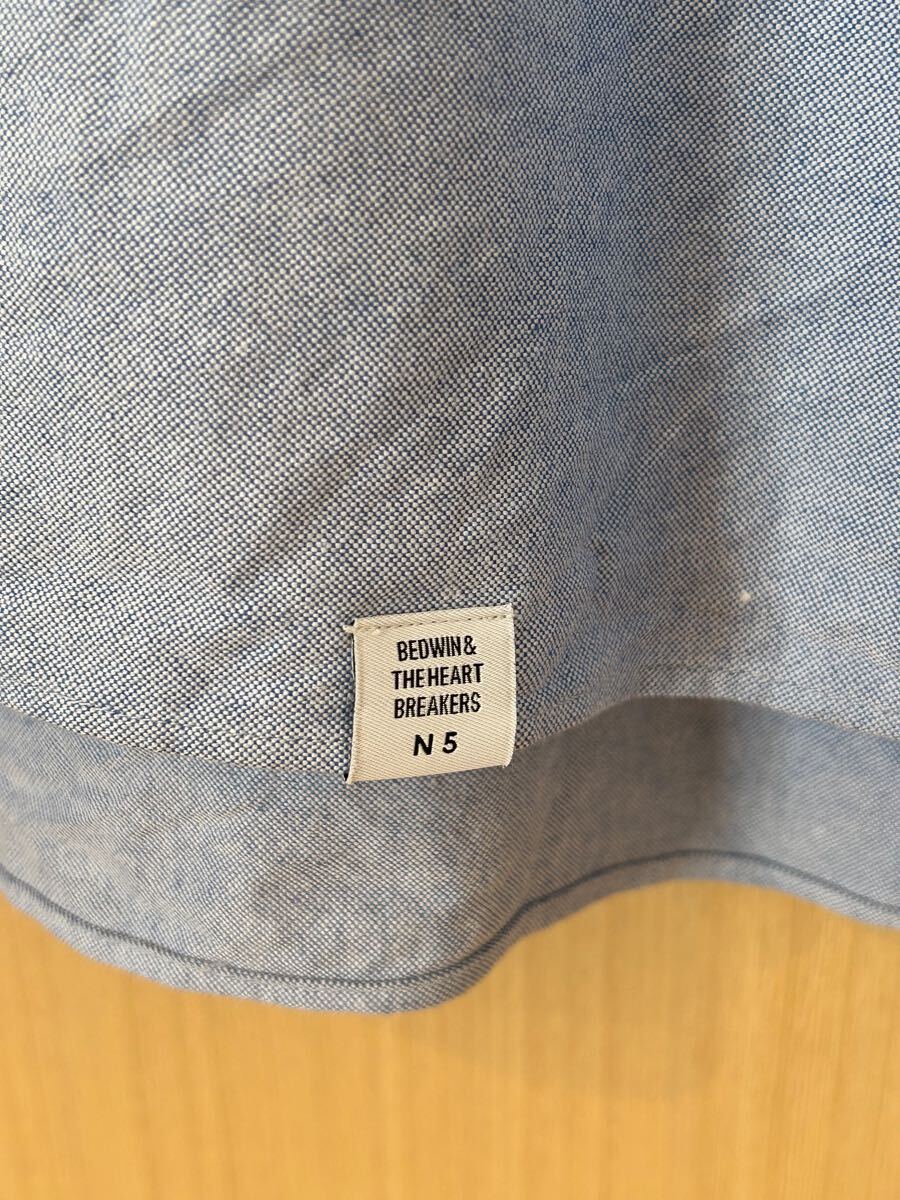 BEDWIN &
THE HEART
BREAKERS
N 5